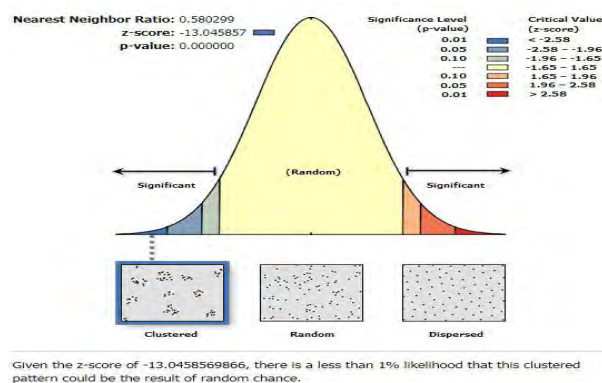 Nearest Neighbor Ratio: 0.580299
z-score: -13.045857
p-value: 0.000000
Significance Level
(p-value)
Critical Value
(z-score)
0.01 < -2.58
0.05 -2.58 - -1.96
0.10 -1.96 - -1.65
--- -1.65 - 1.65
0.10 1.65 - 1.96
0.05 1.96 - 2.58
0.01 > 2.58
Significant
(Random)
Significant
Clustered
Random
Dispersed
Given the z-score of -13.0458569866, there is a less than 1% likelihood that this clustered
pattern could be the result of random chance.